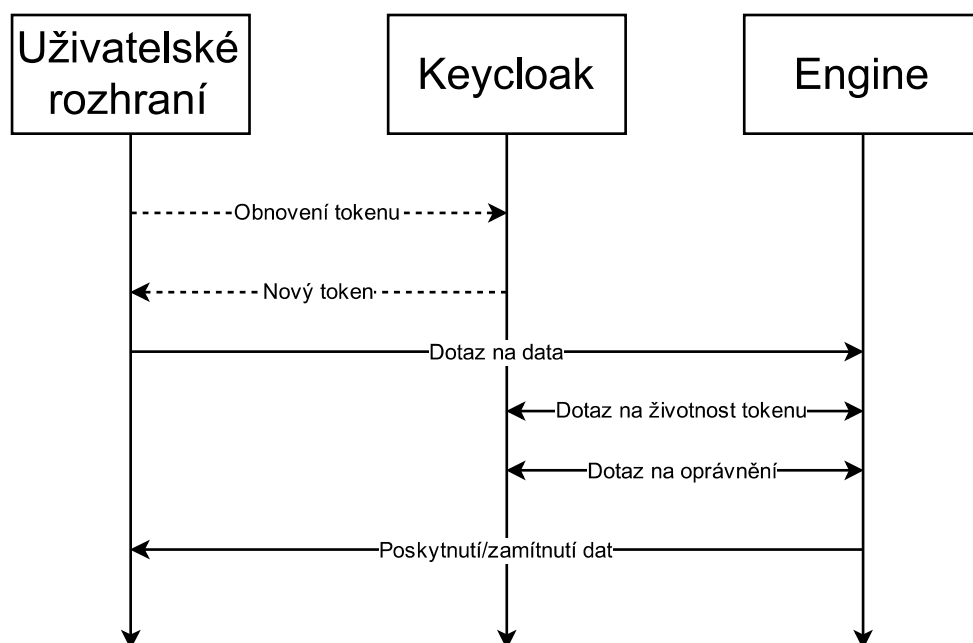 Uživatelské
rozhraní
Keycloak
Engine
Obnovení tokenu
Nový token
Dotaz na data
Dotaz na životnost tokenu
Dotaz na oprávnění
Poskytnutí/zamítnutí dat